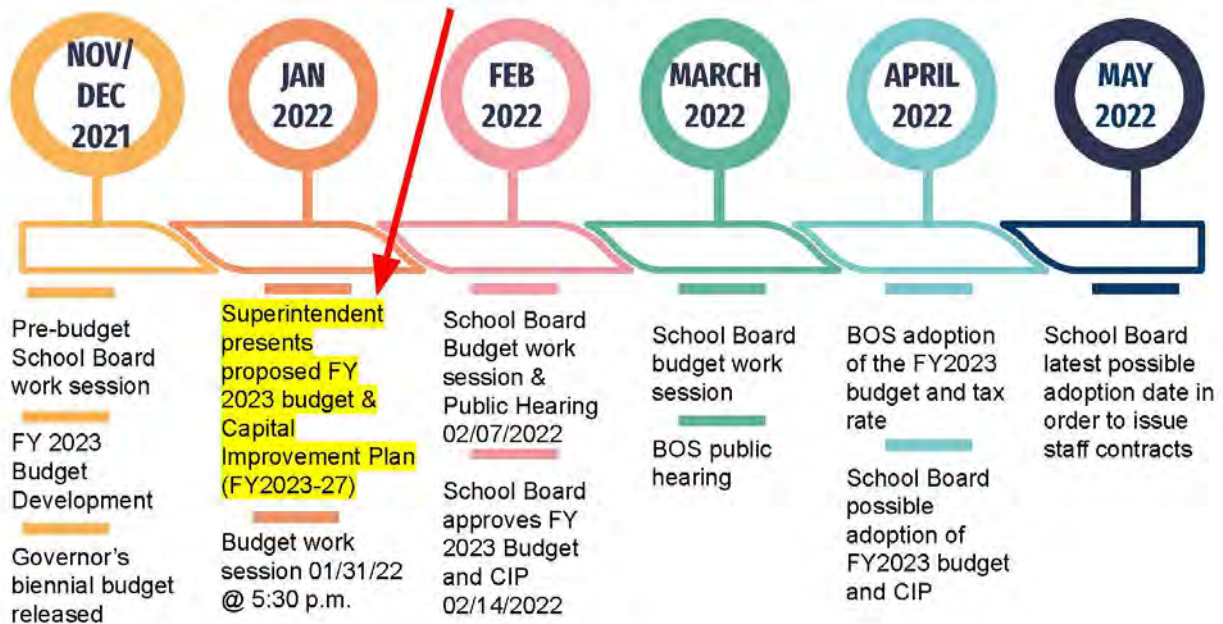 NOV/
DEC
2021
JAN
2022
FEB
2022
MARCH
2022
APRIL
2022
MAY
2022
Pre-budget
School Board
work session
FY 2023
Budget
Development
Governor's
biennial budget
released
Superintendent
presents
proposed FY
2023 budget &
Capital
Improvement Plan
(FY2023-27)
Budget work
session 01/31/22
@ 5:30 p.m.
School Board
Budget work
session &
Public Hearing
02/07/2022
School Board
approves FY
2023 Budget
and CIP
02/14/2022
School Board
budget work
session
BOS public
hearing
BOS adoption
of the FY2023
budget and tax
rate
School Board
possible
adoption of
FY2023 budget
and CIP
School Board
latest possible
adoption date in
order to issue
staff contracts